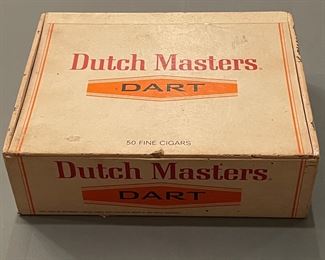 Dutch Masters
DART
50 FINE CIGARS
Dutch Masters
DART